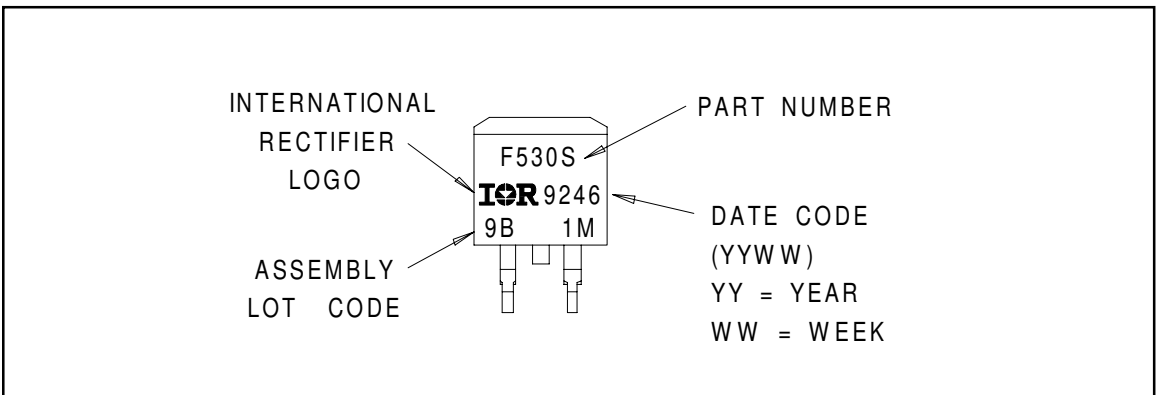 INTERNATIONAL
RECTIFIER
LOGO
ASSEMBLY
LOT CODE
F530S
IOR 9246
9B 1M
PART NUMBER
DATE CODE
(YYWW)
YY = YEAR
WW = WEEK